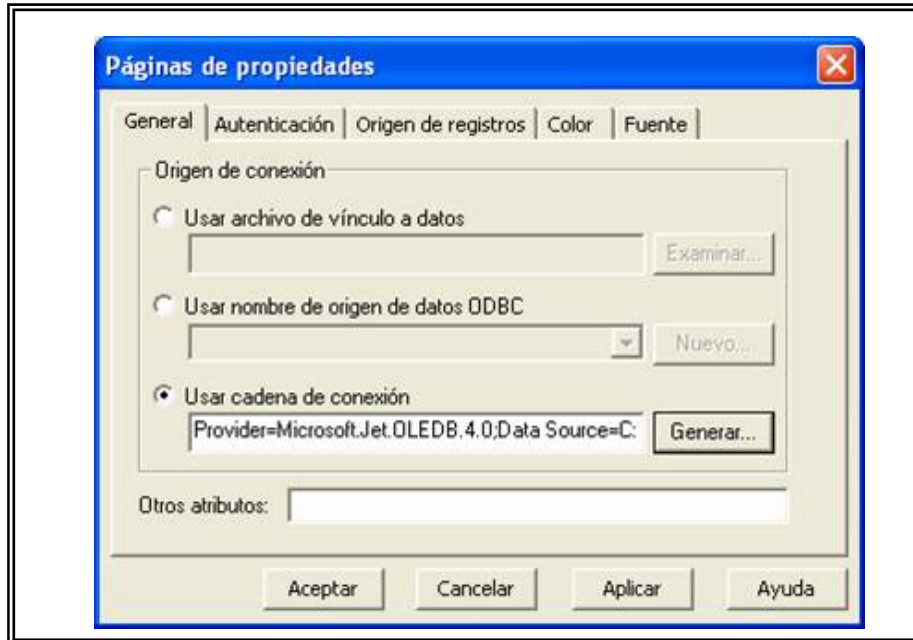 Páginas de propiedades
General Autenticación Origen de registros Color Fuente
Origen de conexión
Usar archivo de vínculo a datos
Examinar...
Usar nombre de origen de datos ODBC
Nuevo...
Usar cadena de conexión
Provider=Microsoft.Jet.OLEDB.4.0;Data Source=C: Generar...
Otros atributos:
Aceptar Cancelar Aplicar Ayuda